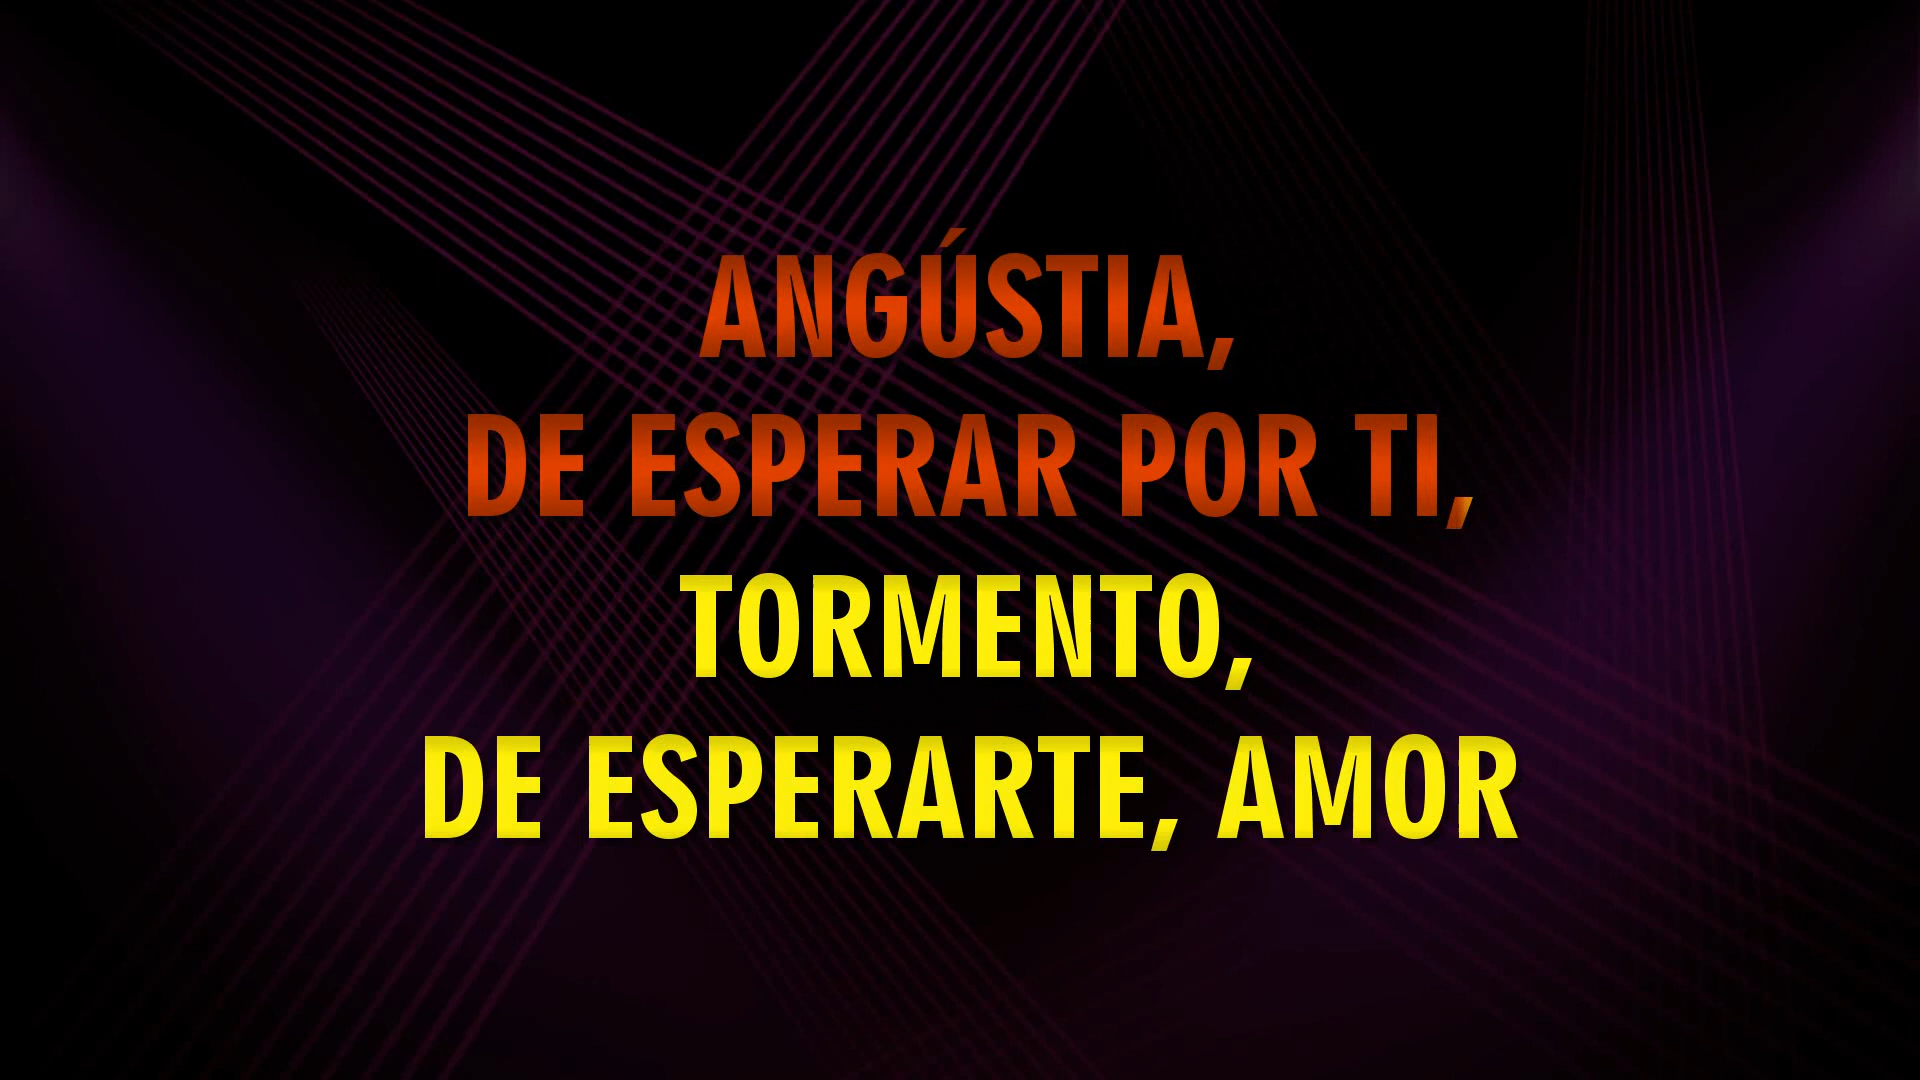 ANGÚSTIA,
DE ESPERAR POR TI,
TORMENTO,
DE ESPERARTE, AMOR